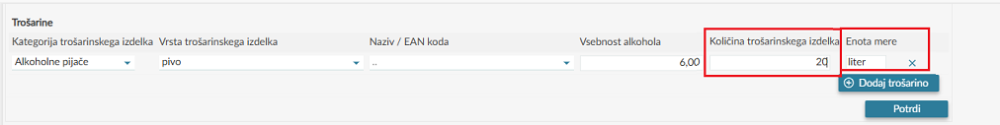 Trošarine
Kategorija trošarinskega izdelka Vrsta trošarinskega izdelka Naziv / EAN koda Vsebnost alkohola Količina trošarinskega izdelka Enota mere
Alkoholne pijače pivo .. 6,00 20 liter ×
Dodaj trošarino
Potrdi